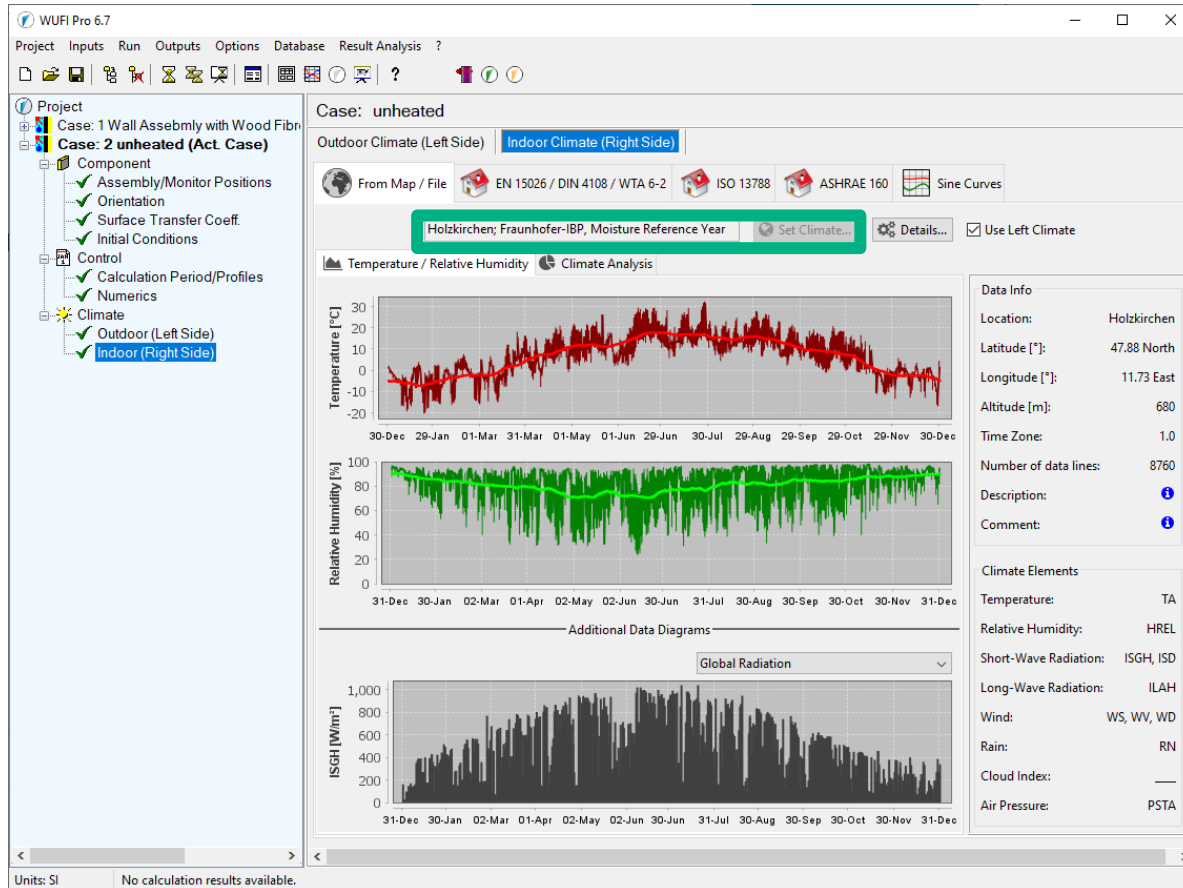 WUFI Pro 6.7
Project Inputs Run Outputs Options Database Result Analysis ?
Project
Case: 1 Wall Assebmly with Wood Fibr
Case: 2 unheated (Act. Case)
Component
Assembly/Monitor Positions
Orientation
Surface Transfer Coeff.
Initial Conditions
Control
Calculation Period/Profiles
Numerics
Climate
Outdoor (Left Side)
Indoor (Right Side)
Case: unheated
Outdoor Climate (Left Side) Indoor Climate (Right Side)
From Map / File EN 15026 / DIN 4108 / WTA 6-2 ISO 13788 ASHRAE 160 Sine Curves
Holzkirchen; Fraunhofer-IBP, Moisture Reference Year Set Climate... Details... Use Left Climate
Temperature / Relative Humidity Climate Analysis
Temperature [°C]
30
20
10
0
-10
-20
30-Dec 29-Jan 01-Mar 31-Mar 01-May 01-Jun 29-Jun 30-Jul 29-Aug 29-Sep 29-Oct 29-Nov 30-Dec
Relative Humidity [%]
100
80
60
40
20
0
31-Dec 30-Jan 02-Mar 01-Apr 02-May 02-Jun 30-Jun 31-Jul 30-Aug 30-Sep 30-Oct 30-Nov 31-Dec
Additional Data Diagrams
Global Radiation
ISGH [W/m²]
1,000
800
600
400
200
0
31-Dec 30-Jan 02-Mar 01-Apr 02-May 02-Jun 30-Jun 31-Jul 30-Aug 30-Sep 30-Oct 30-Nov 31-Dec
Data Info
Location: Holzkirchen
Latitude [°]: 47.88 North
Longitude [°]: 11.73 East
Altitude [m]: 680
Time Zone: 1.0
Number of data lines: 8760
Description:
Comment:
Climate Elements
Temperature: TA
Relative Humidity: HREL
Short-Wave Radiation: ISGH, ISD
Long-Wave Radiation: ILAH
Wind: WS, WV, WD
Rain: RN
Cloud Index: ___
Air Pressure: PSTA
Units: SI No calculation results available.